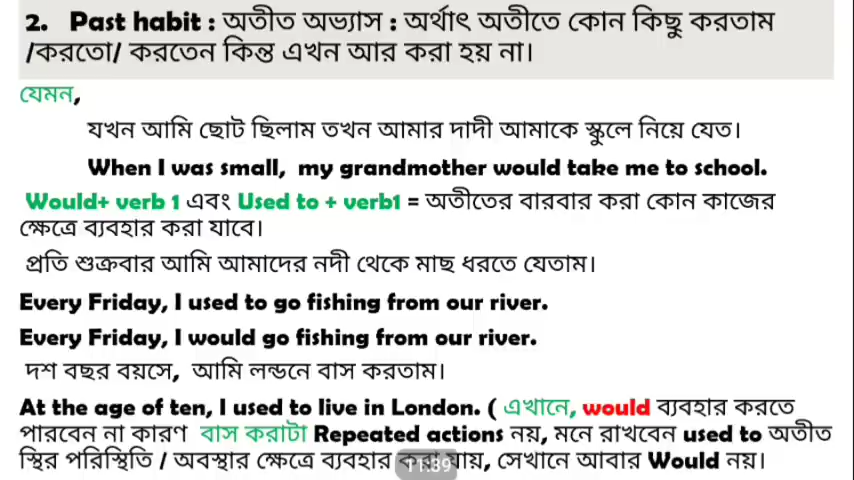 2. Past habit : অতীত অভ্যাস : অর্থাৎ অতীতে কোন কিছু করতাম
/করতো/ করতেন কিন্ত এখন আর করা হয় না।
যেমন,
যখন আমি ছোট ছিলাম তখন আমার দাদী আমাকে স্কুলে নিয়ে যেত।
When I was small, my grandmother would take me to school.
Would+ verb 1 এবং Used to + verb1 = অতীতের বারবার করা কোন কাজের
ক্ষেত্রে ব্যবহার করা যাবে।
প্রতি শুক্রবার আমি আমাদের নদী থেকে মাছ ধরতে যেতাম।
Every Friday, I used to go fishing from our river.
Every Friday, I would go fishing from our river.
দশ বছর বয়সে, আমি লন্ডনে বাস করতাম।
At the age of ten, I used to live in London. ( এখানে, would ব্যবহার করতে
পারবেন না কারণ বাস করাটা Repeated actions নয়, মনে রাখবেন used to অতীত
স্থির পরিস্থিতি / অবস্থার ক্ষেত্রে ব্যবহার করা যায়, সেখানে আবার Would নয়।
11:39